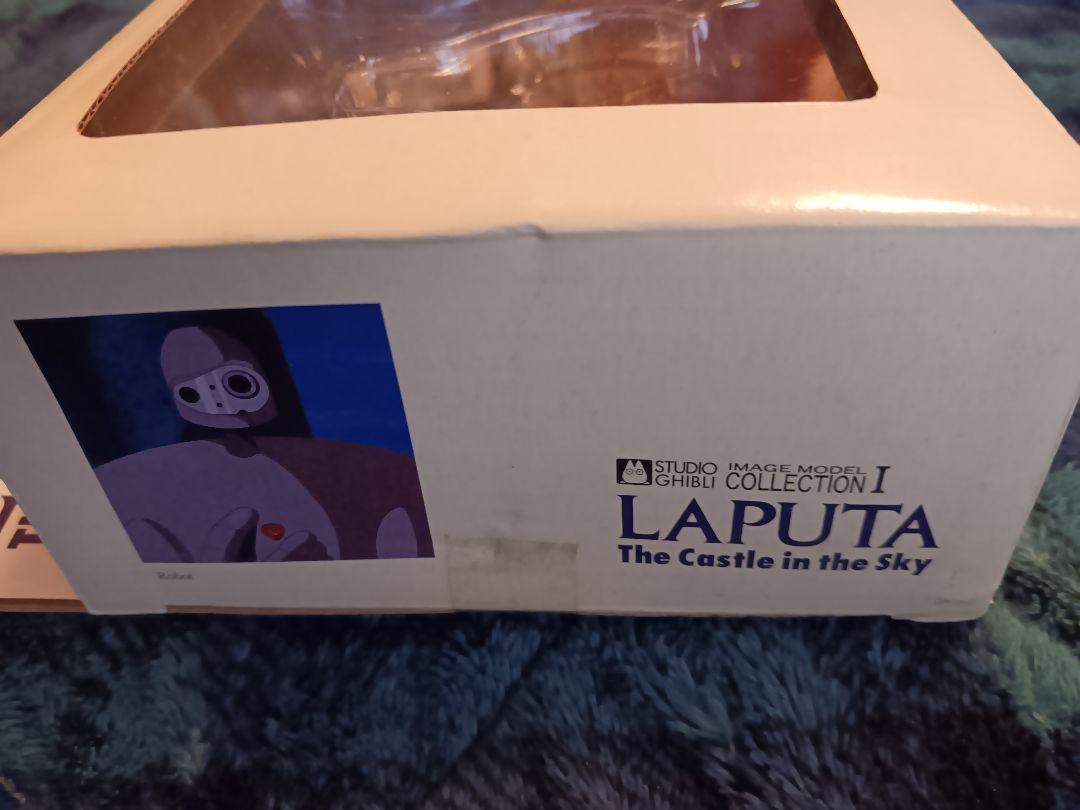 Robot
STUDIO GHIBLI
IMAGE MODEL COLLECTION I
LAPUTA
The Castle in the Sky